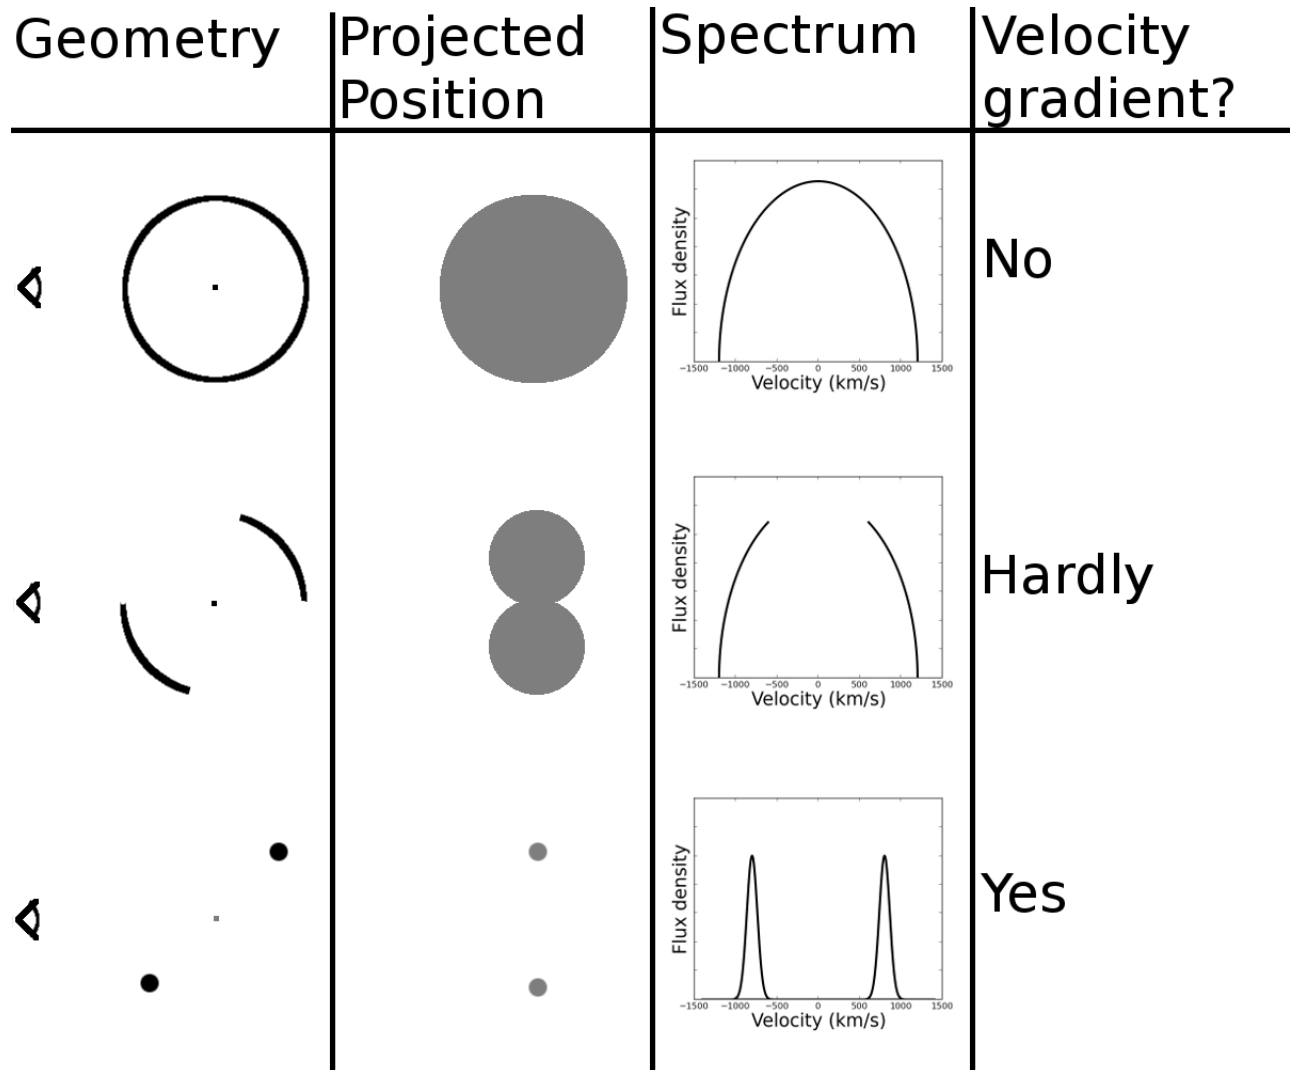 Geometry
Projected
Position
Spectrum
Velocity
gradient?
Flux density
−1500 −1000 −500 0 500 1000 1500
Velocity (km/s)
No
Flux density
−1500 −1000 −500 0 500 1000 1500
Velocity (km/s)
Hardly
Flux density
−1500 −1000 −500 0 500 1000 1500
Velocity (km/s)
Yes